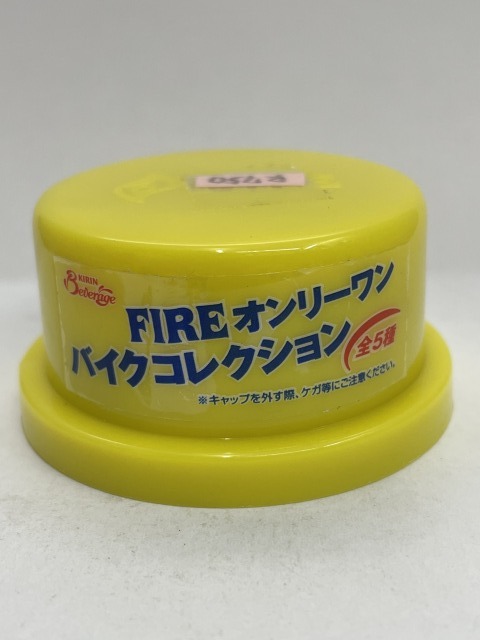 KIRIN
Beverage
FIREオンリーワン
バイクコレクション
全5種
※キャップを外す際、ケガ等にご注意ください。